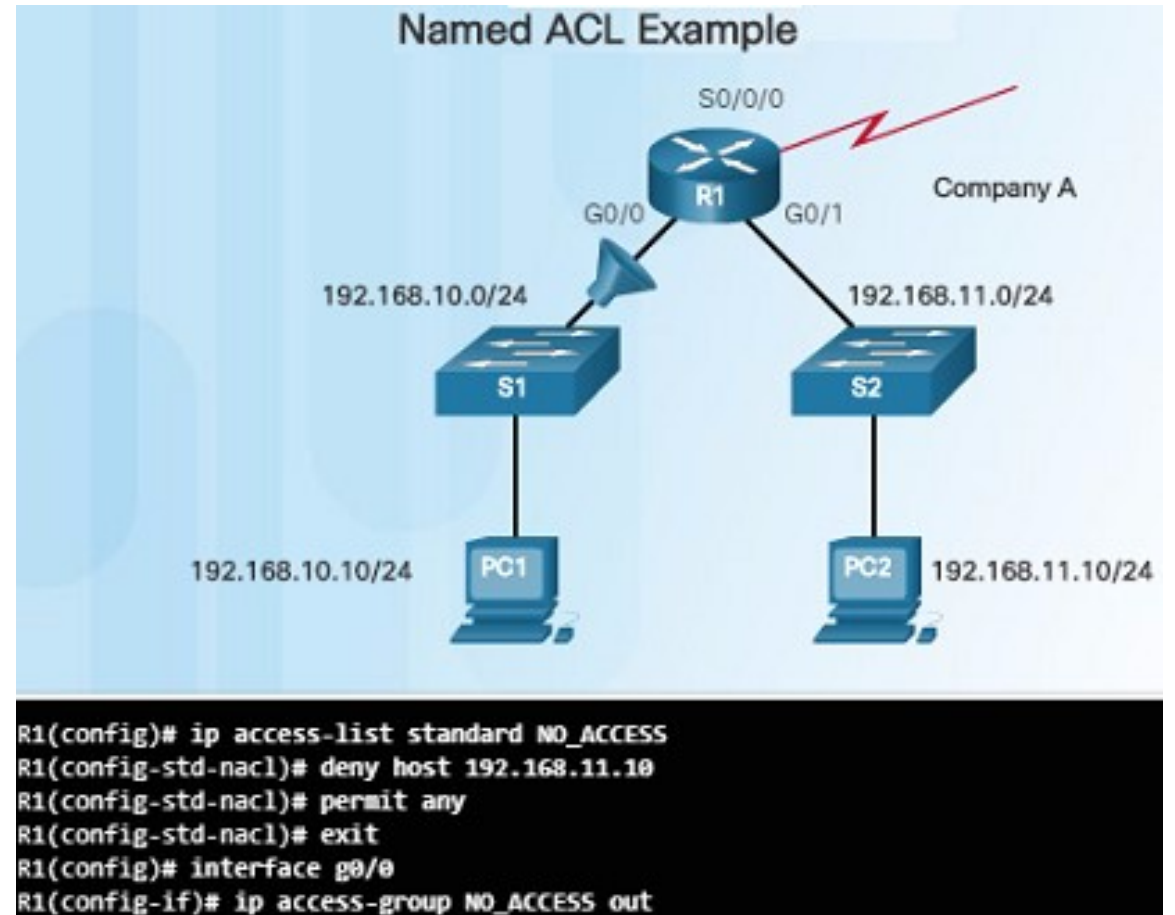 Named ACL Example
S0/0/0
R1
Company A
G0/0
G0/1
192.168.10.0/24
192.168.11.0/24
S1
S2
192.168.10.10/24
PC1
PC2
192.168.11.10/24
R1(config)# ip access-list standard NO_ACCESS
R1(config-std-nacl)# deny host 192.168.11.10
R1(config-std-nacl)# permit any
R1(config-std-nacl)# exit
R1(config)# interface g0/0
R1(config-if)# ip access-group NO_ACCESS out